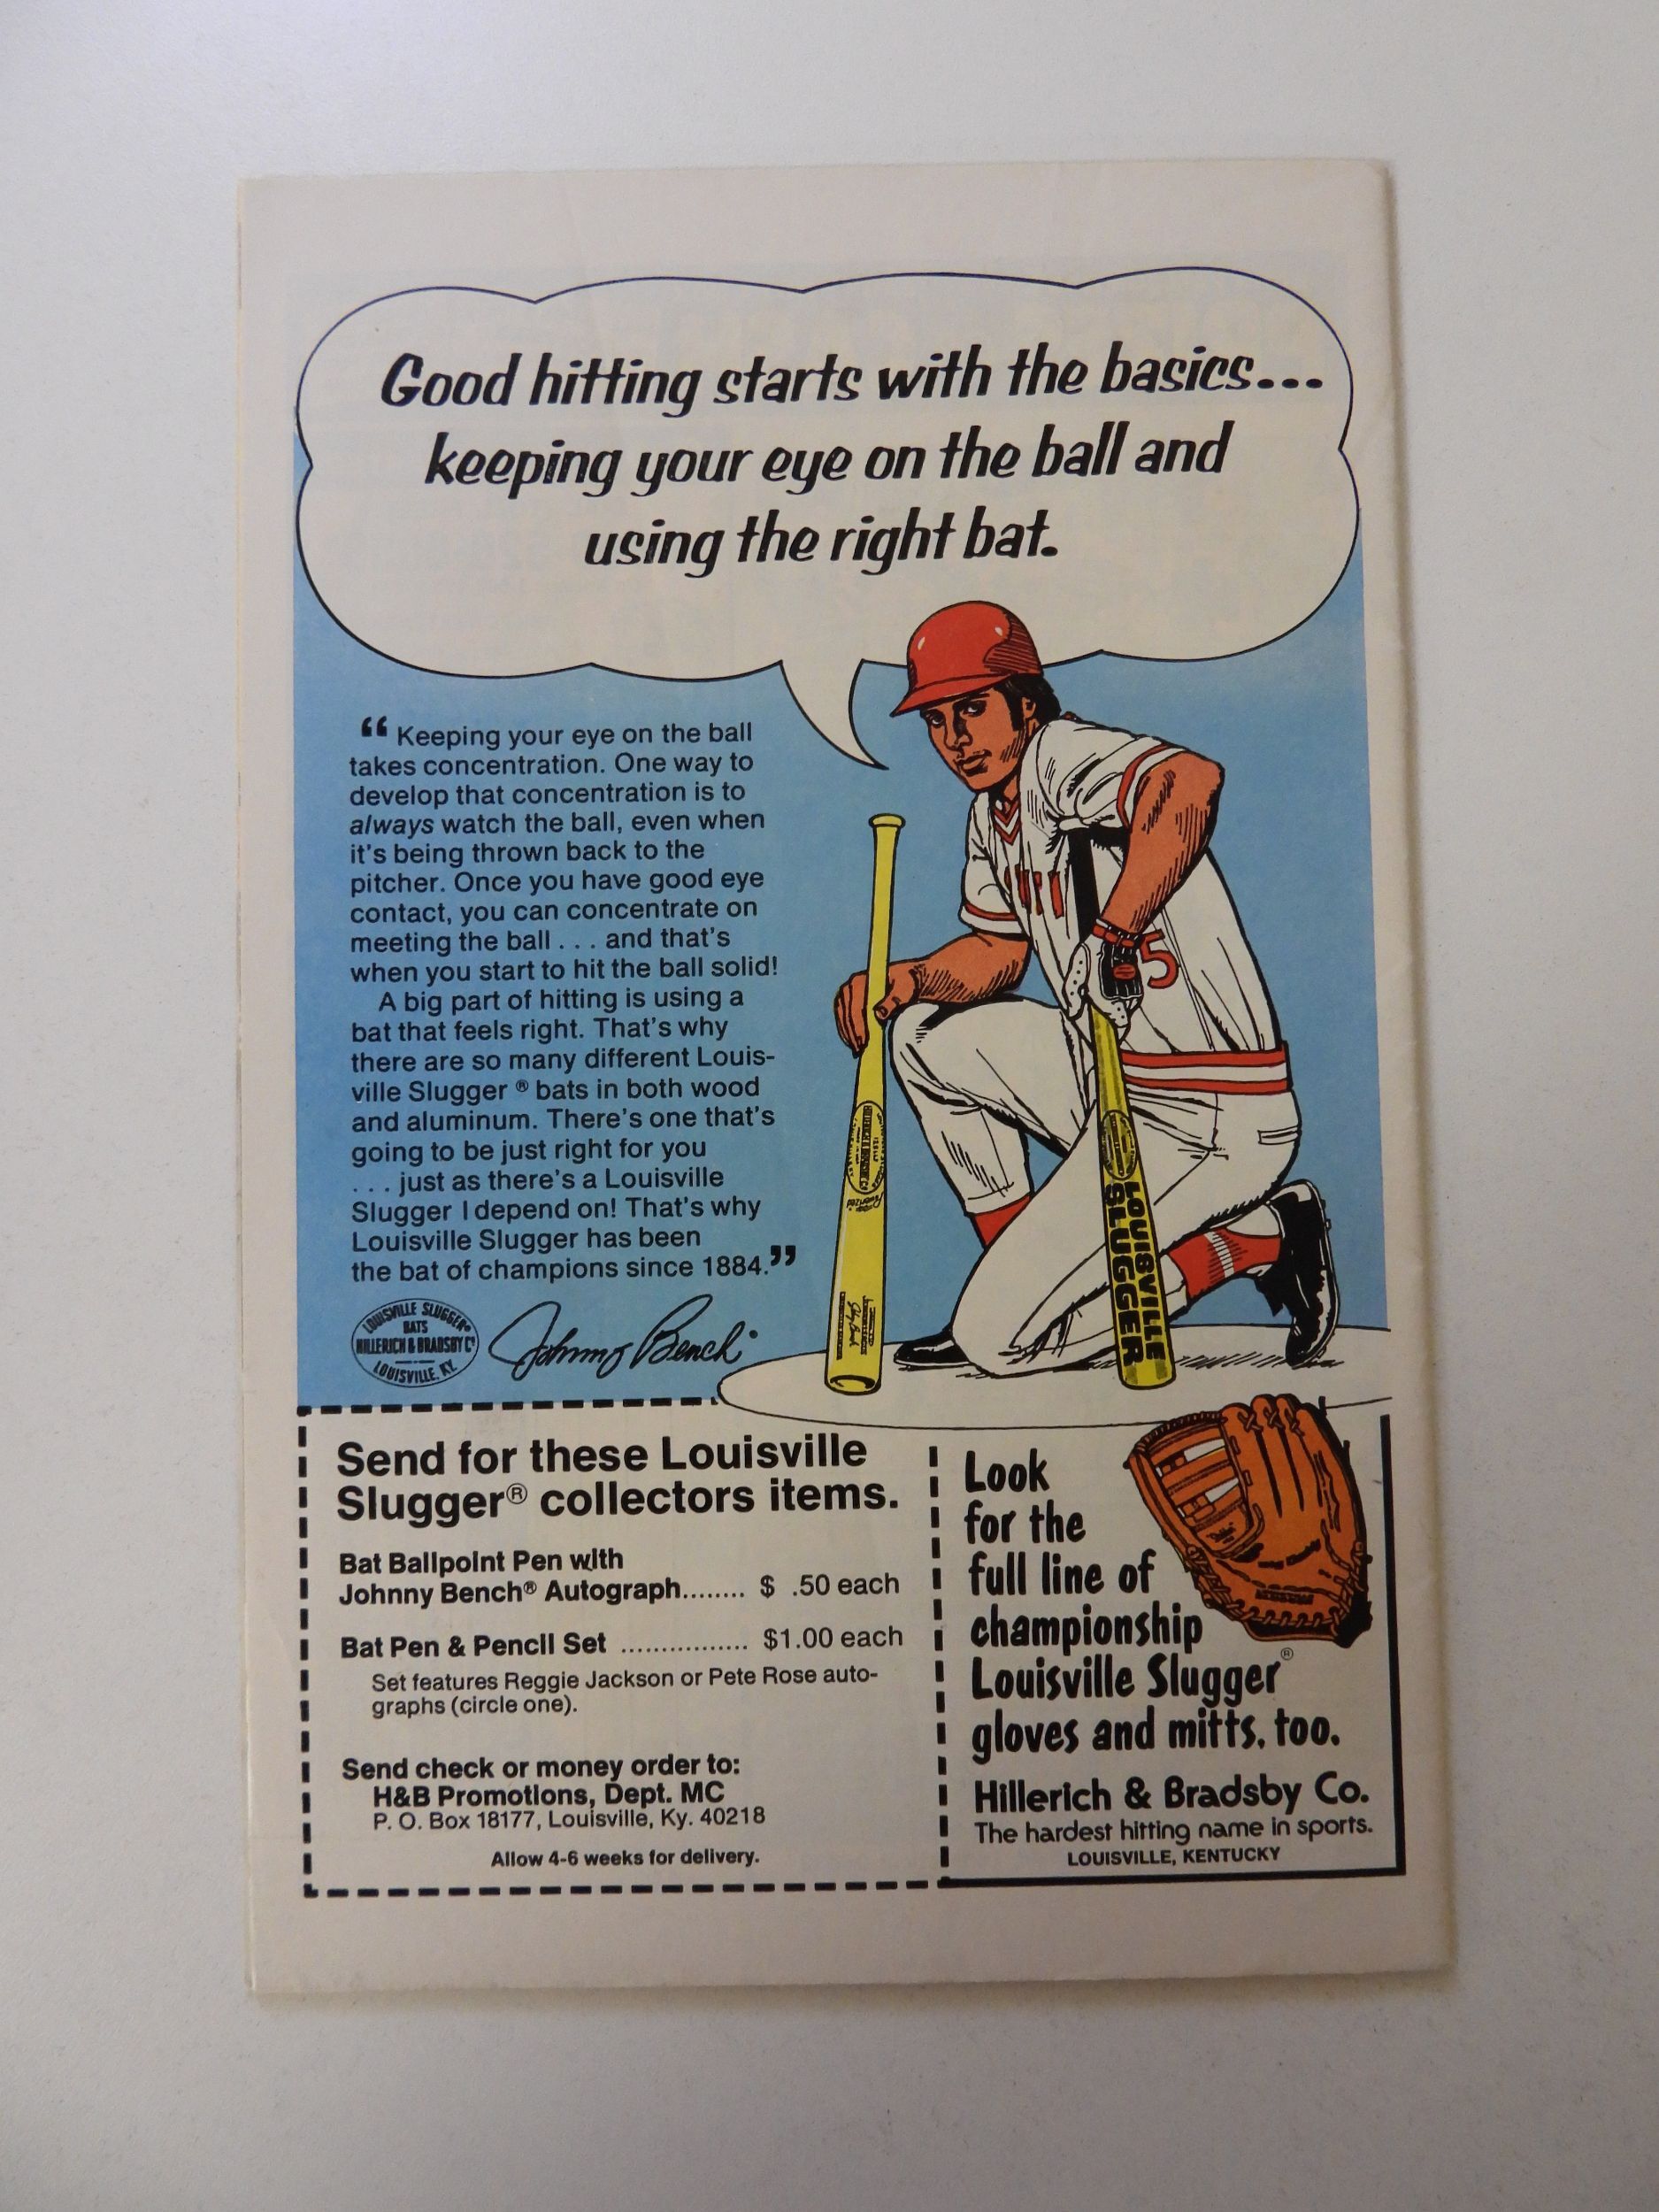 Good hitting starts with the basics...
keeping your eye on the ball and
using the right bat.
“ Keeping your eye on the ball
takes concentration. One way to
develop that concentration is to
always watch the ball, even when
it's being thrown back to the
pitcher. Once you have good eye
contact, you can concentrate on
meeting the ball . . . and that's
when you start to hit the ball solid!
A big part of hitting is using a
bat that feels right. That's why
there are so many different Louis-
ville Slugger ® bats in both wood
and aluminum. There's one that's
going to be just right for you
. . . just as there's a Louisville
Slugger I depend on! That's why
Louisville Slugger has been
the bat of champions since 1884.”
LOUISVILLE SLUGGER®
BATS
HILLERICH & BRADSBY Co
LOUISVILLE. KY.
Johnny Bench
5
LOUISVILLE
SLUGGER
Send for these Louisville
Slugger® collectors items.
Bat Ballpoint Pen with
Johnny Bench® Autograph........ $ .50 each
Bat Pen & Pencil Set ................ $1.00 each
Set features Reggie Jackson or Pete Rose auto-
graphs (circle one).
Send check or money order to:
H&B Promotions, Dept. MC
P. O. Box 18177, Louisville, Ky. 40218
Allow 4-6 weeks for delivery.
Look
for the
full line of
championship
Louisville Slugger®
gloves and mitts, too.
Hillerich & Bradsby Co.
The hardest hitting name in sports.
LOUISVILLE, KENTUCKY